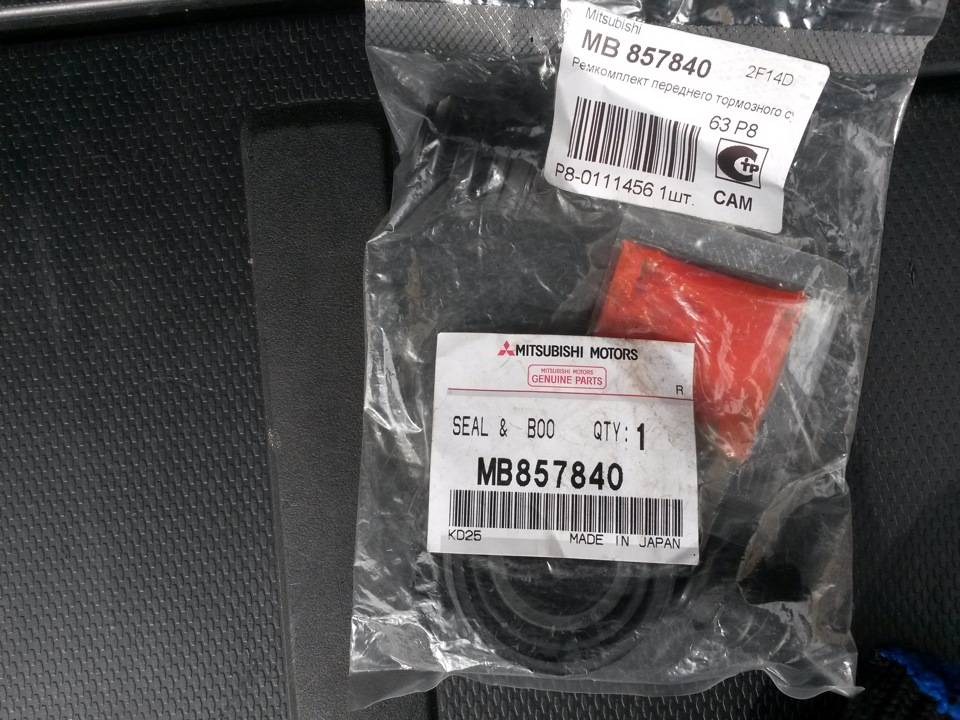 Mitsubishi
MB 857840 2F14D
Ремкомплект переднего тормозного
63 P8
P8-0111456 1шт.
СТР
CAM
MITSUBISHI MOTORS
MITSUBISHI MOTORS
GENUINE PARTS
R
SEAL & BOO QTY: 1
MB857840
KD25 MADE IN JAPAN